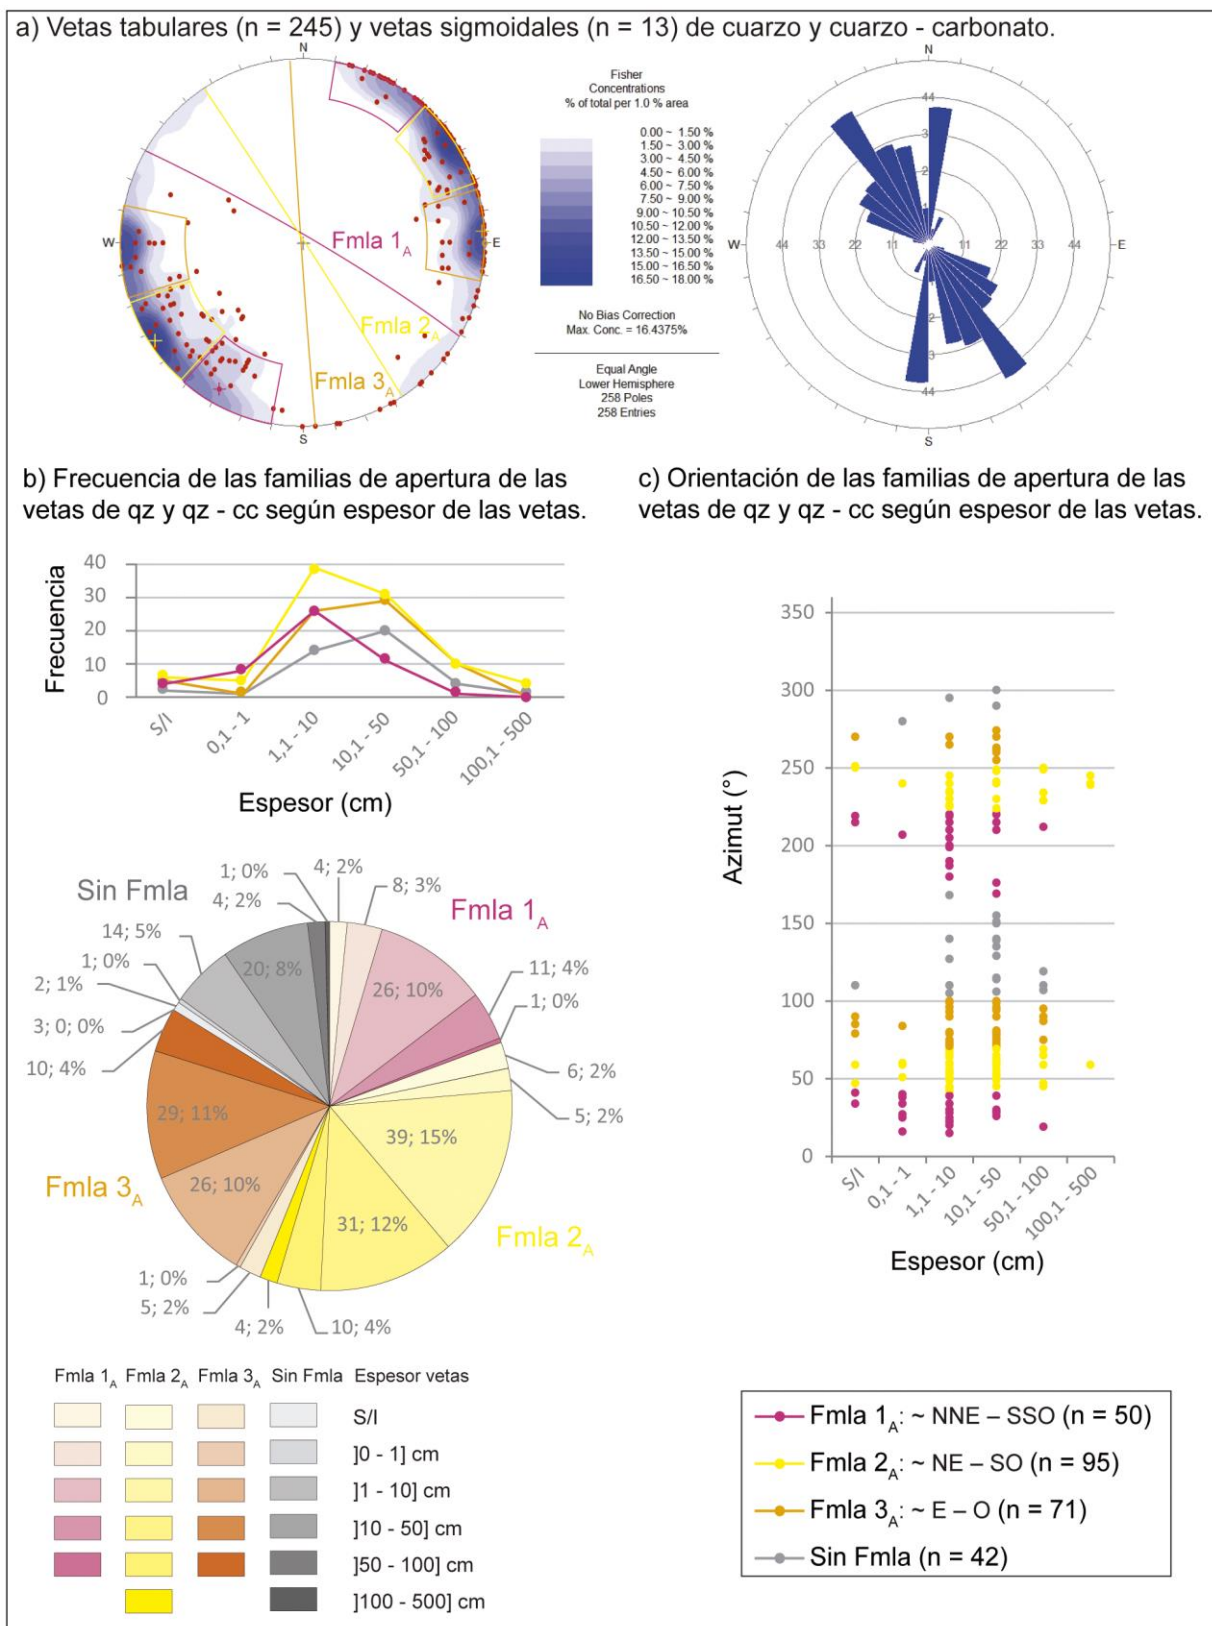 a) Vetas tabulares (n = 245) y vetas sigmoidales (n = 13) de cuarzo y cuarzo - carbonato.
N
W
E
S
Fmla 1A
Fmla 2A
Fmla 3A
Fisher
Concentrations
% of total per 1.0 % area
0.00 ~ 1.50 %
1.50 ~ 3.00 %
3.00 ~ 4.50 %
4.50 ~ 6.00 %
6.00 ~ 7.50 %
7.50 ~ 9.00 %
9.00 ~ 10.50 %
10.50 ~ 12.00 %
12.00 ~ 13.50 %
13.50 ~ 15.00 %
15.00 ~ 16.50 %
16.50 ~ 18.00 %
No Bias Correction
Max. Conc. = 16.4375%
Equal Angle
Lower Hemisphere
258 Poles
258 Entries
N
44
3
2
1
W
44 33 22 11 11 22 33 44
E
2
3
44
S
b) Frecuencia de las familias de apertura de las
vetas de qz y qz - cc según espesor de las vetas.
Frecuencia
40
30
20
10
0
S/I
0,1 - 1
1,1 - 10
10,1 - 50
50,1 - 100
100,1 - 500
Espesor (cm)
Sin Fmla
Fmla 1A
Fmla 2A
Fmla 3A
4; 2%
8; 3%
26; 10%
11; 4%
1; 0%
6; 2%
5; 2%
39; 15%
31; 12%
10; 4%
4; 2%
5; 2%
1; 0%
26; 10%
29; 11%
10; 4%
3; 0; 0%
2; 1%
1; 0%
14; 5%
20; 8%
4; 2%
1; 0%
Fmla 1A Fmla 2A Fmla 3A Sin Fmla Espesor vetas
S/I
]0 - 1] cm
]1 - 10] cm
]10 - 50] cm
]50 - 100] cm
]100 - 500] cm
c) Orientación de las familias de apertura de las
vetas de qz y qz - cc según espesor de las vetas.
Azimut (°)
350
300
250
200
150
100
50
0
S/I
0,1 - 1
1,1 - 10
10,1 - 50
50,1 - 100
100,1 - 500
Espesor (cm)
Fmla 1A: ~ NNE – SSO (n = 50)
Fmla 2A: ~ NE – SO (n = 95)
Fmla 3A: ~ E – O (n = 71)
Sin Fmla (n = 42)